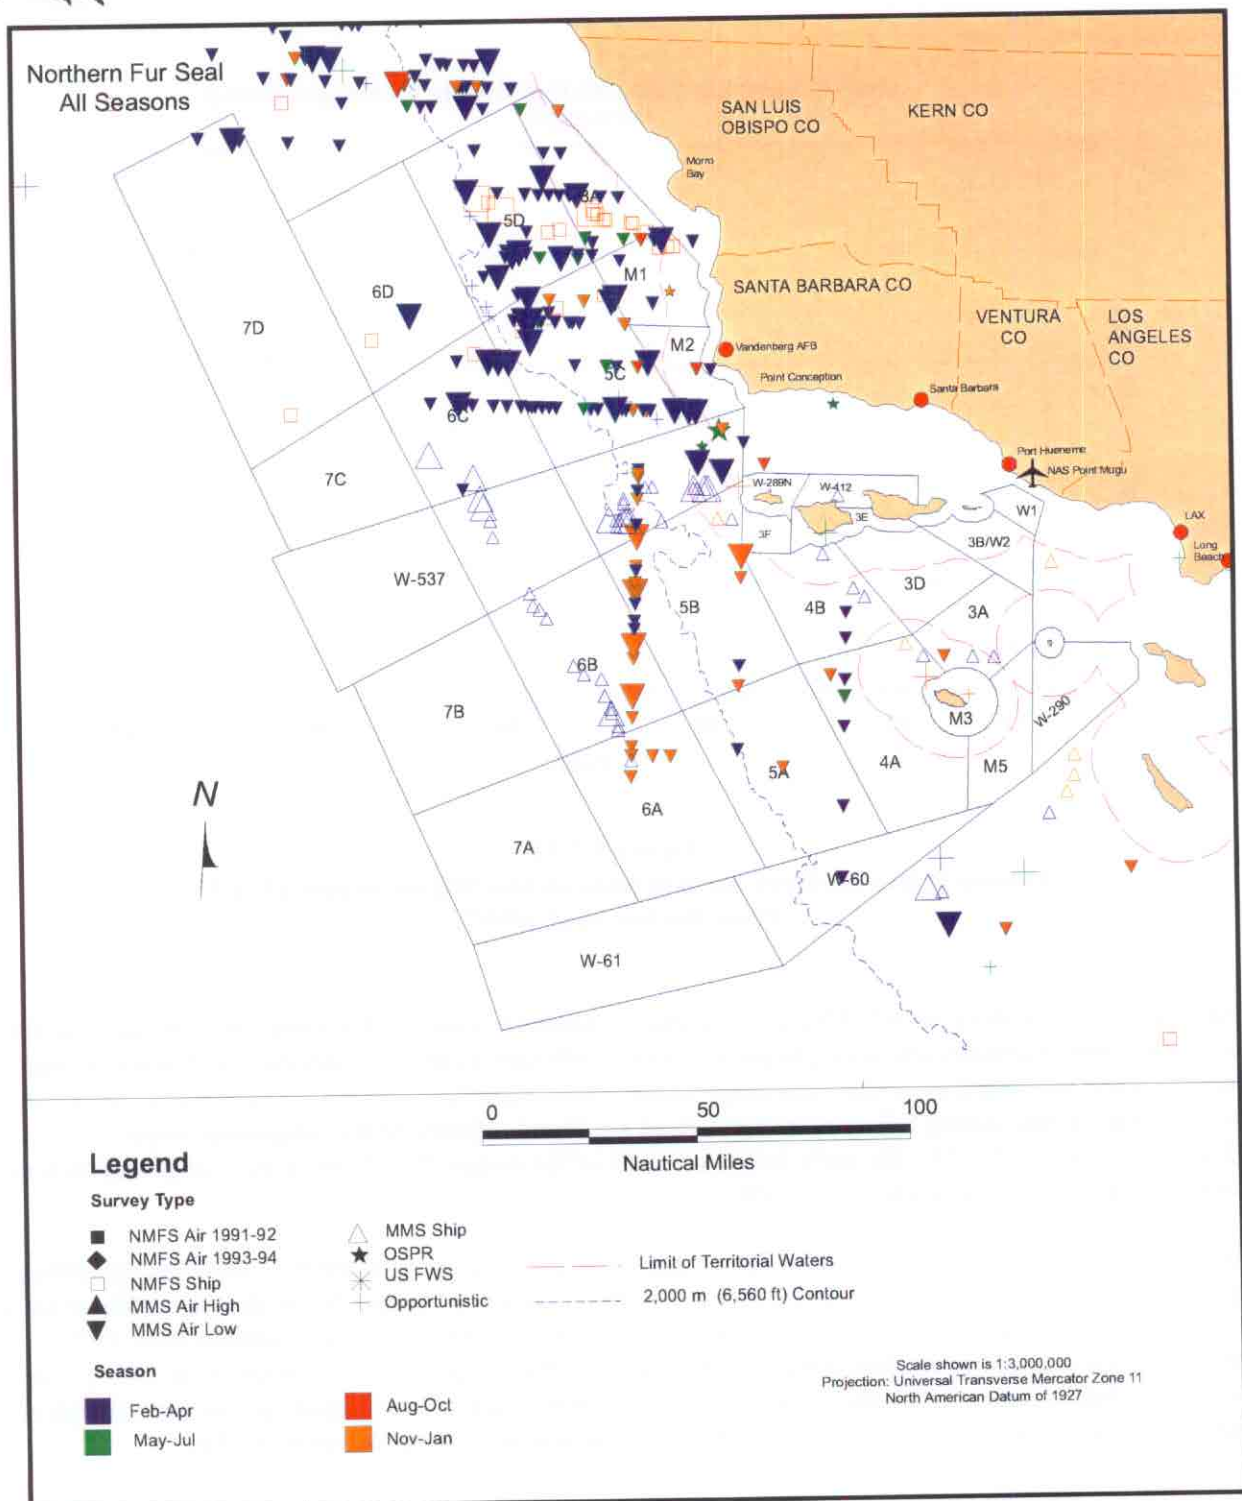 Northern Fur Seal
All Seasons
SAN LUIS
OBISPO CO
KERN CO
Morro
Bay
5D
M1
SANTA BARBARA CO
6D
7D
VENTURA
CO
LOS
ANGELES
CO
M2
Vandenberg AFB
5C
Point Conception
Santa Barbara
6C
Port Hueneme
NAS Point Mugu
7C
W-289N
W-412
W1
LAX
3E
3F
3B/W2
Long
Beach
W-537
3D
5B
4B
3A
6B
7B
M3
W-290
5A
4A
M5
N
6A
7A
W-60
W-61
0
50
100
Nautical Miles
Legend
Survey Type
NMFS Air 1991-92
NMFS Air 1993-94
NMFS Ship
MMS Air High
MMS Air Low
MMS Ship
OSPR
US FWS
Opportunistic
Limit of Territorial Waters
2,000 m (6,560 ft) Contour
Season
Feb-Apr
May-Jul
Aug-Oct
Nov-Jan
Scale shown is 1:3,000,000
Projection: Universal Transverse Mercator Zone 11
North American Datum of 1927